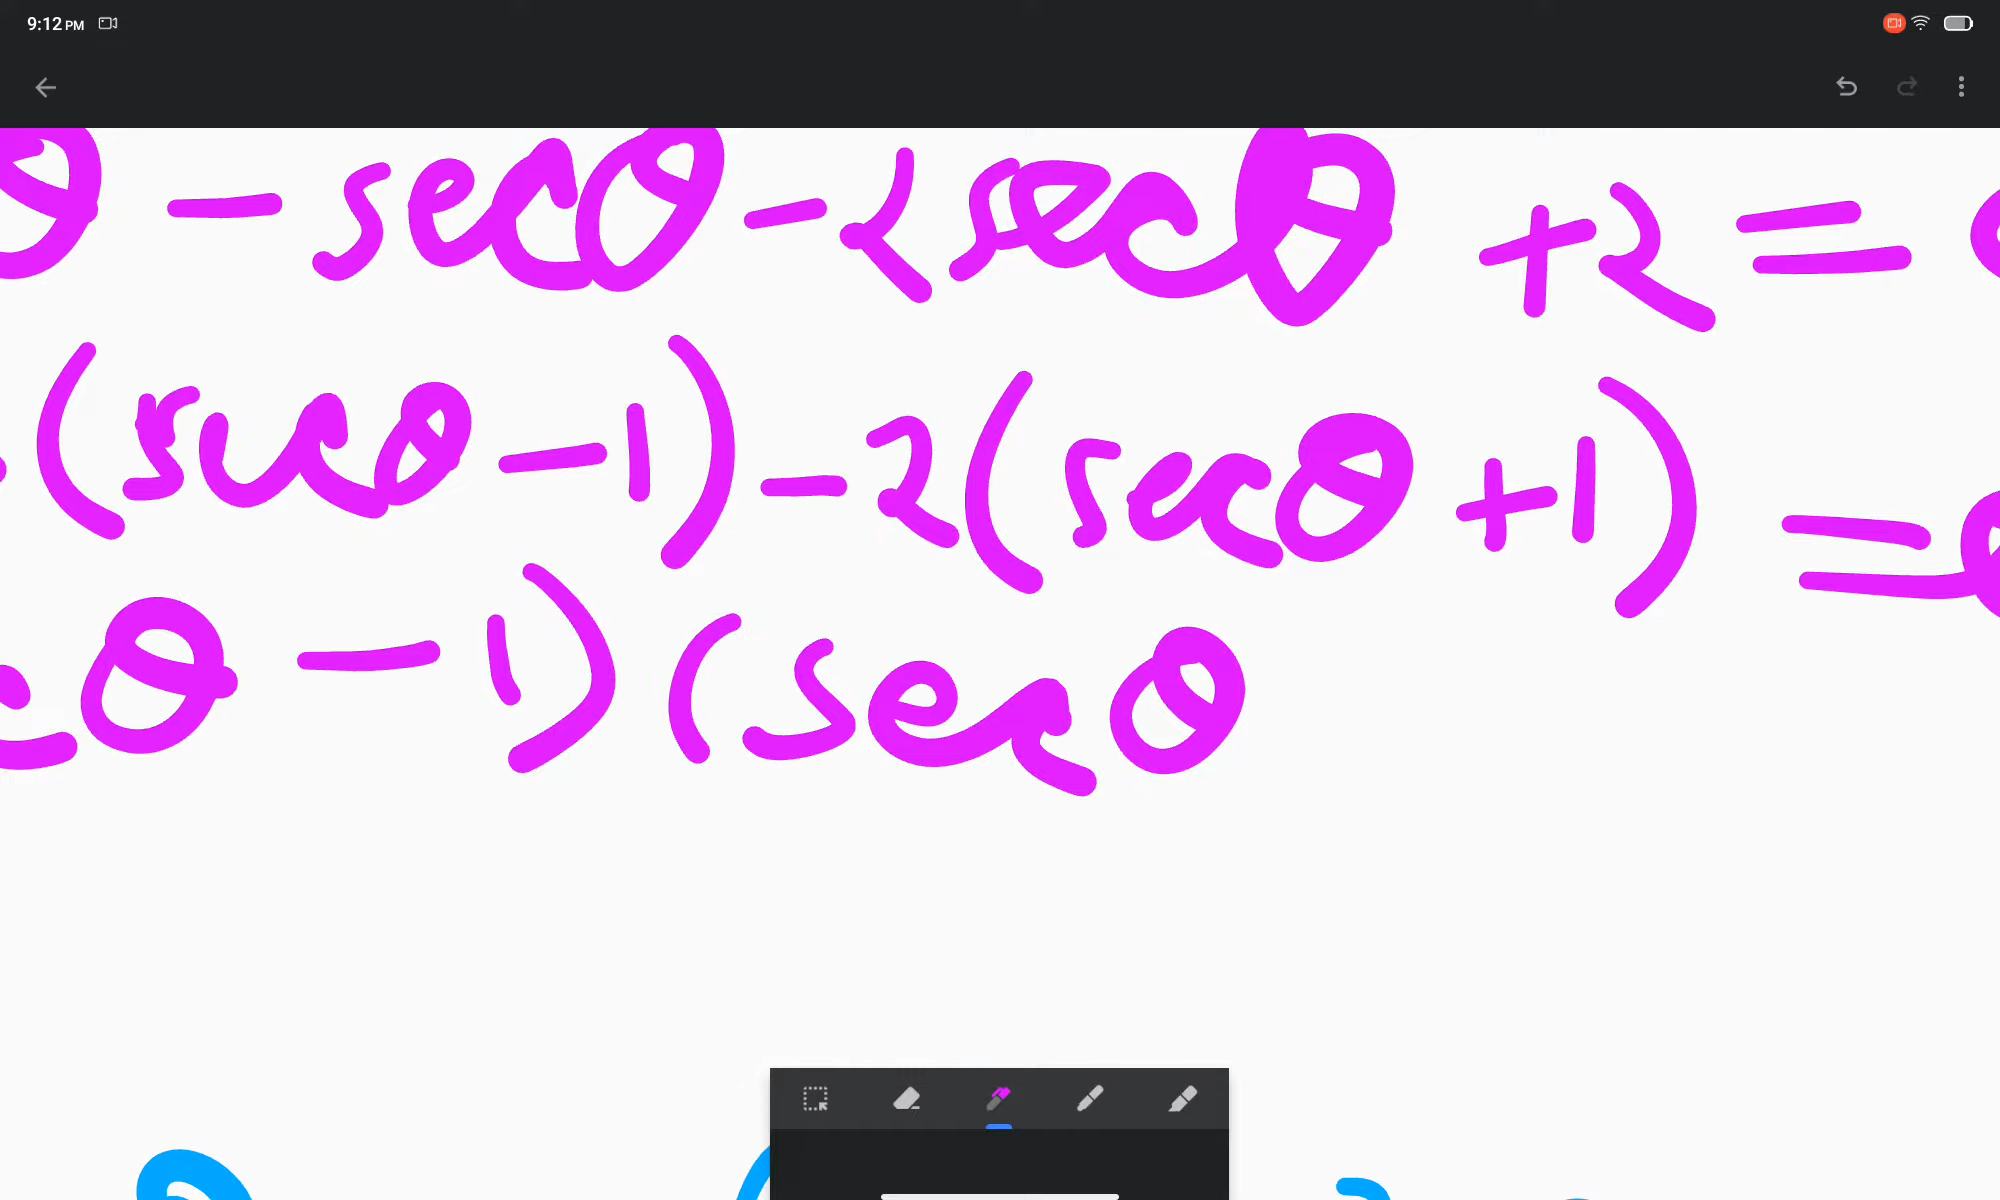 9:12 PM
θ - secθ - 2secθ + 2 =
(secθ - 1) - 2(secθ + 1) =
cθ - 1)(secθ